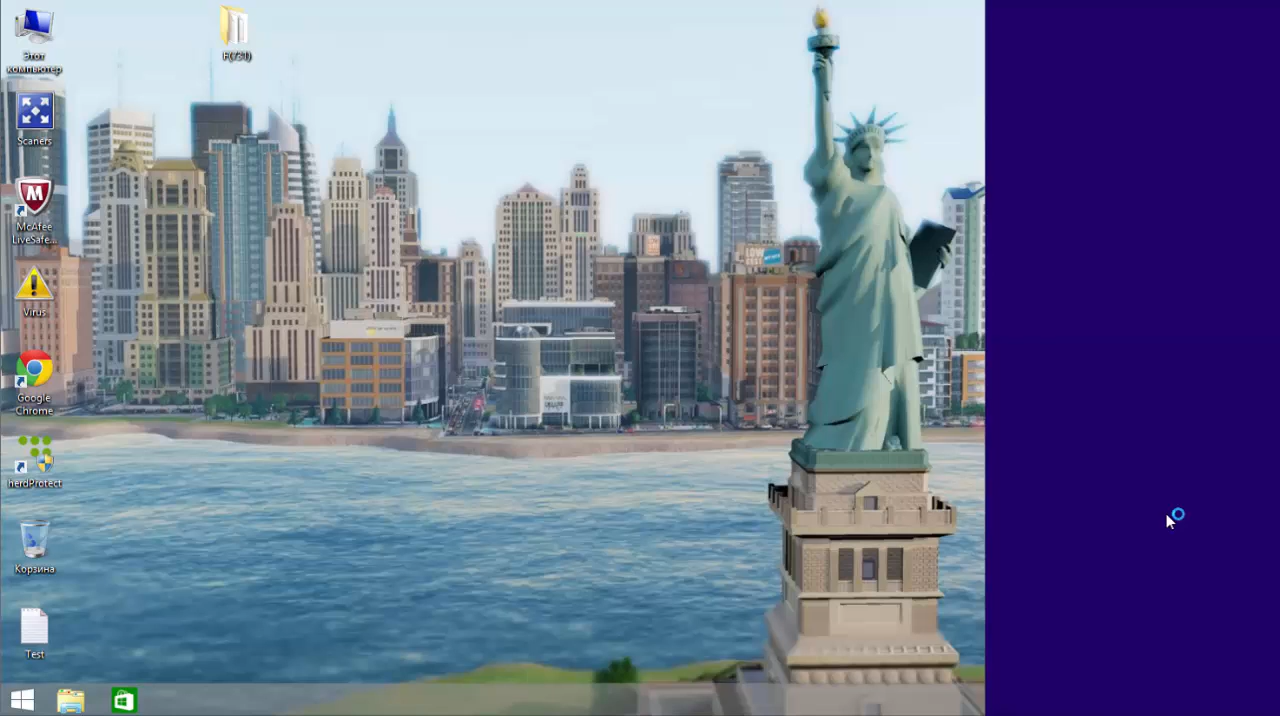 Этот
компьютер
F(731)
Scaners
McAfee
LiveSafe...
Virus
Google
Chrome
herdProtect
Корзина
Test